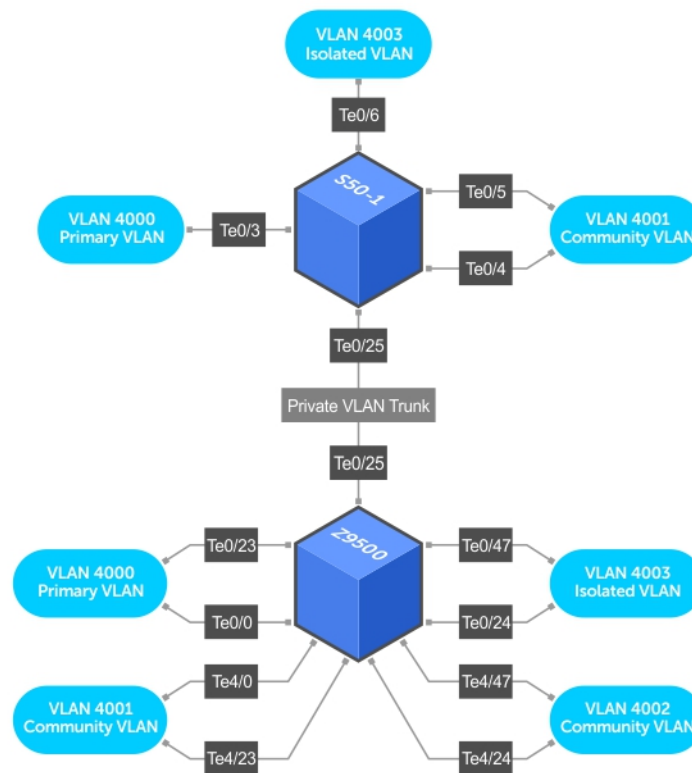 VLAN 4003
Isolated VLAN
Te0/6
S50-1
Te0/5
VLAN 4000
Primary VLAN
Te0/3
VLAN 4001
Community VLAN
Te0/4
Te0/25
Private VLAN Trunk
Te0/25
Z9500
Te0/23
Te0/47
VLAN 4000
Primary VLAN
VLAN 4003
Isolated VLAN
Te0/0
Te0/24
Te4/0
Te4/47
VLAN 4001
Community VLAN
VLAN 4002
Community VLAN
Te4/23
Te4/24